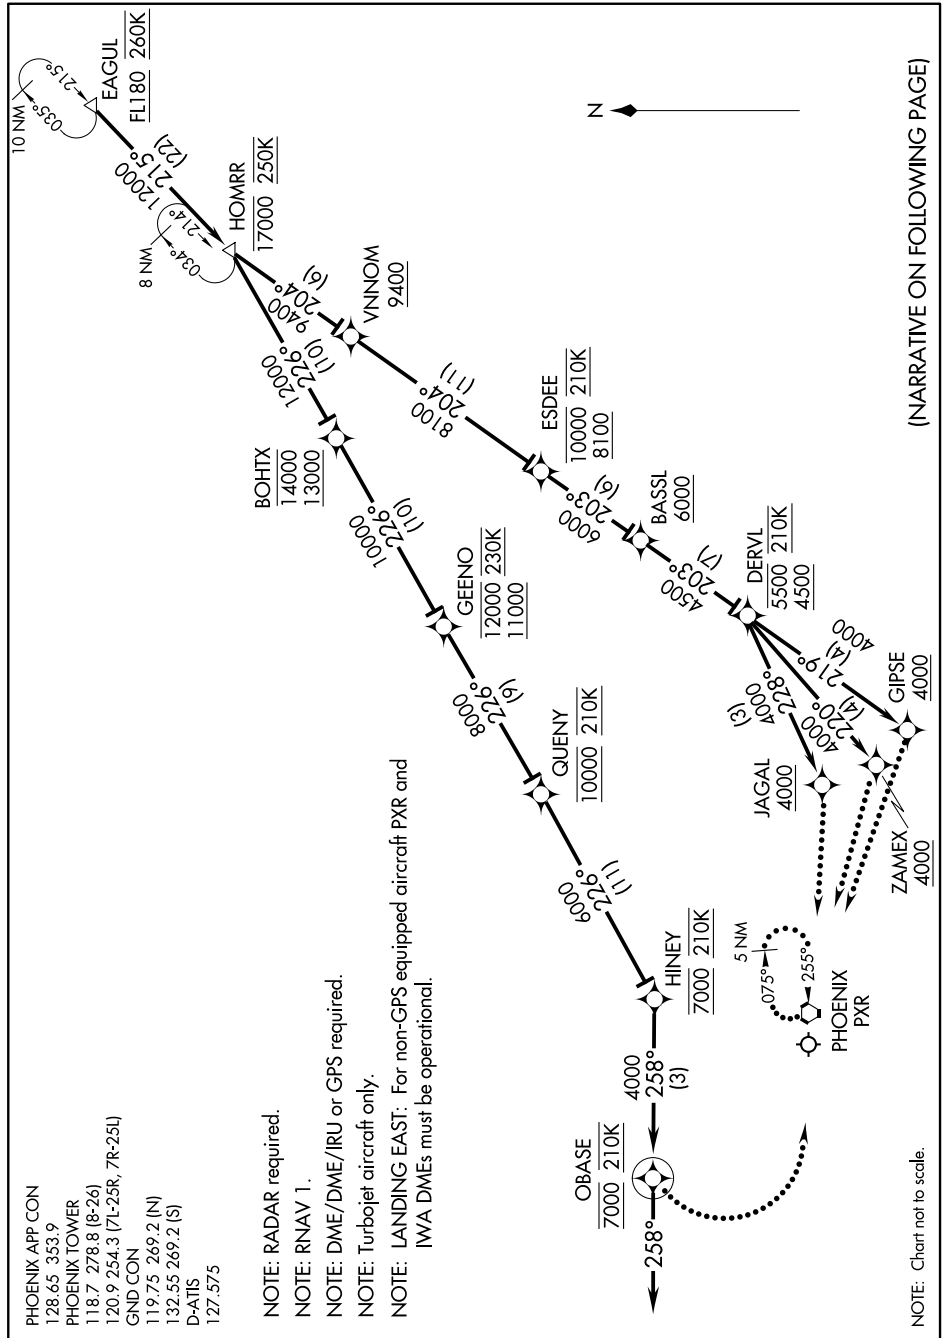 PHOENIX APP CON
128.65 353.9
PHOENIX TOWER
118.7 278.8 (8-26)
120.9 254.3 (7L-25R, 7R-25L)
GND CON
119.75 269.2 (N)
132.55 269.2 (S)
D-ATIS
127.575
NOTE: RADAR required.
NOTE: RNAV 1.
NOTE: DME/DME/IRU or GPS required.
NOTE: Turbojet aircraft only.
NOTE: LANDING EAST: For non-GPS equipped aircraft PXR and
IWA DMEs must be operational.
10 NM
035°
215°
EAGUL
FL180 260K
12000
215°
(22)
8 NM
034°
214°
HOMRR
17000 250K
12000
226°
(10)
9400
204°
(6)
VNNOM
9400
BOHTX
14000
13000
8100
204°
(11)
10000
226°
(10)
ESDEE
10000 210K
8100
GEENO
12000 230K
11000
6000
203°
(6)
BASSL
6000
8000
226°
(9)
4500
203°
(7)
DERVL
5500 210K
4500
QUENY
10000 210K
(3)
4000
228°
4000
220°
(4)
219°
(4)
4000
JAGAL
4000
GIPSE
4000
ZAMEX
4000
6000
226°
(11)
HINEY
7000 210K
5 NM
075°
255°
PHOENIX
PXR
4000
258°
(3)
OBASE
7000 210K
258°
N
(NARRATIVE ON FOLLOWING PAGE)
NOTE: Chart not to scale.